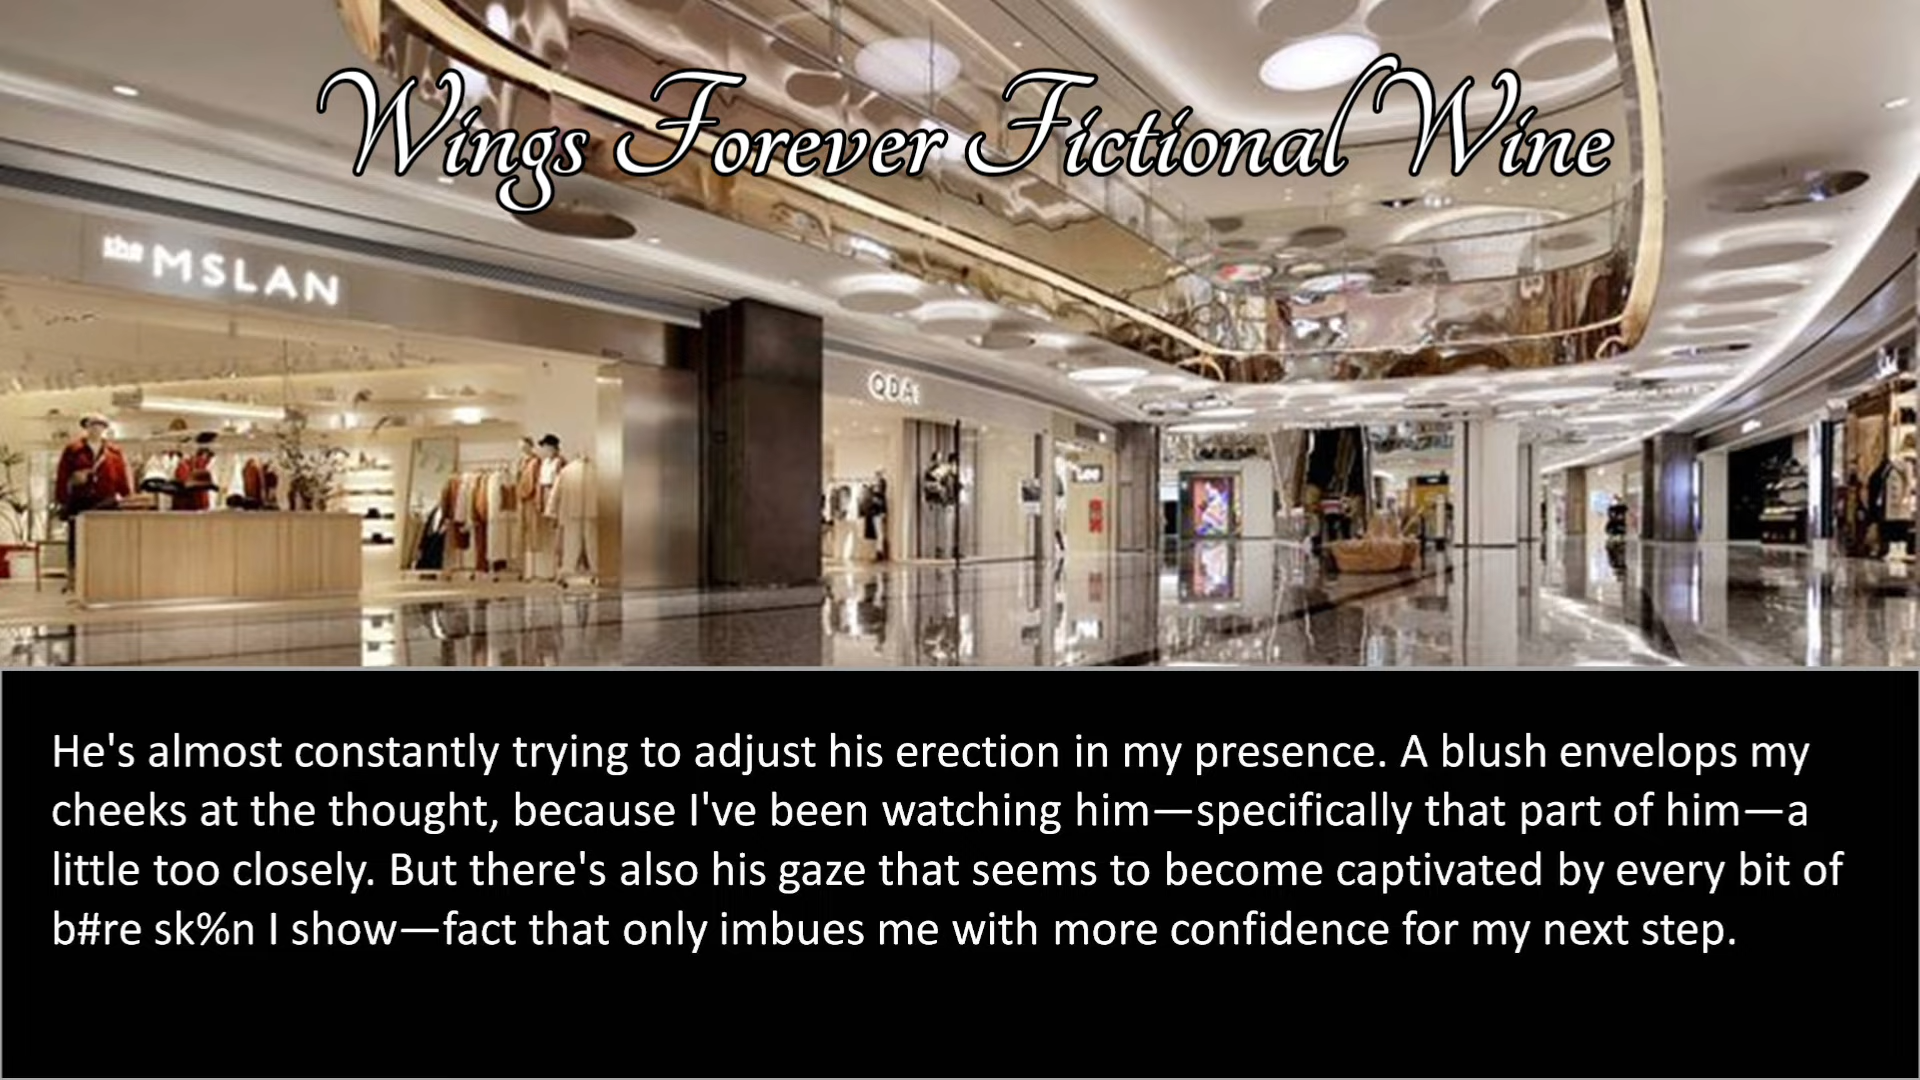 Wings Forever Fictional Wine
she MSLAN
QDA
He's almost constantly trying to adjust his erection in my presence. A blush envelops my
cheeks at the thought, because I've been watching him—specifically that part of him—a
little too closely. But there's also his gaze that seems to become captivated by every bit of
b#re sk%n I show—fact that only imbues me with more confidence for my next step.